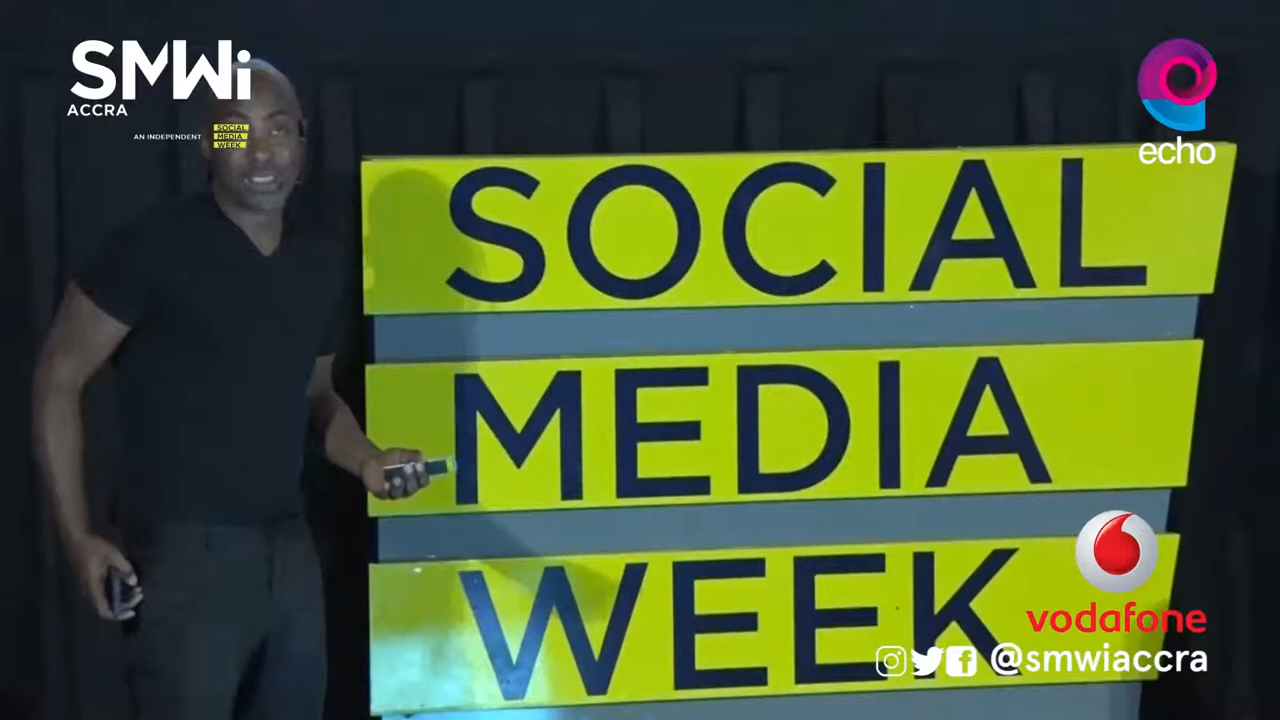 SMWi
ACCRA
AN INDEPENDENT
SOCIAL
MEDIA
WEEK
echo
SOCIAL
MEDIA
WEEK
vodafone
@smwiaccra